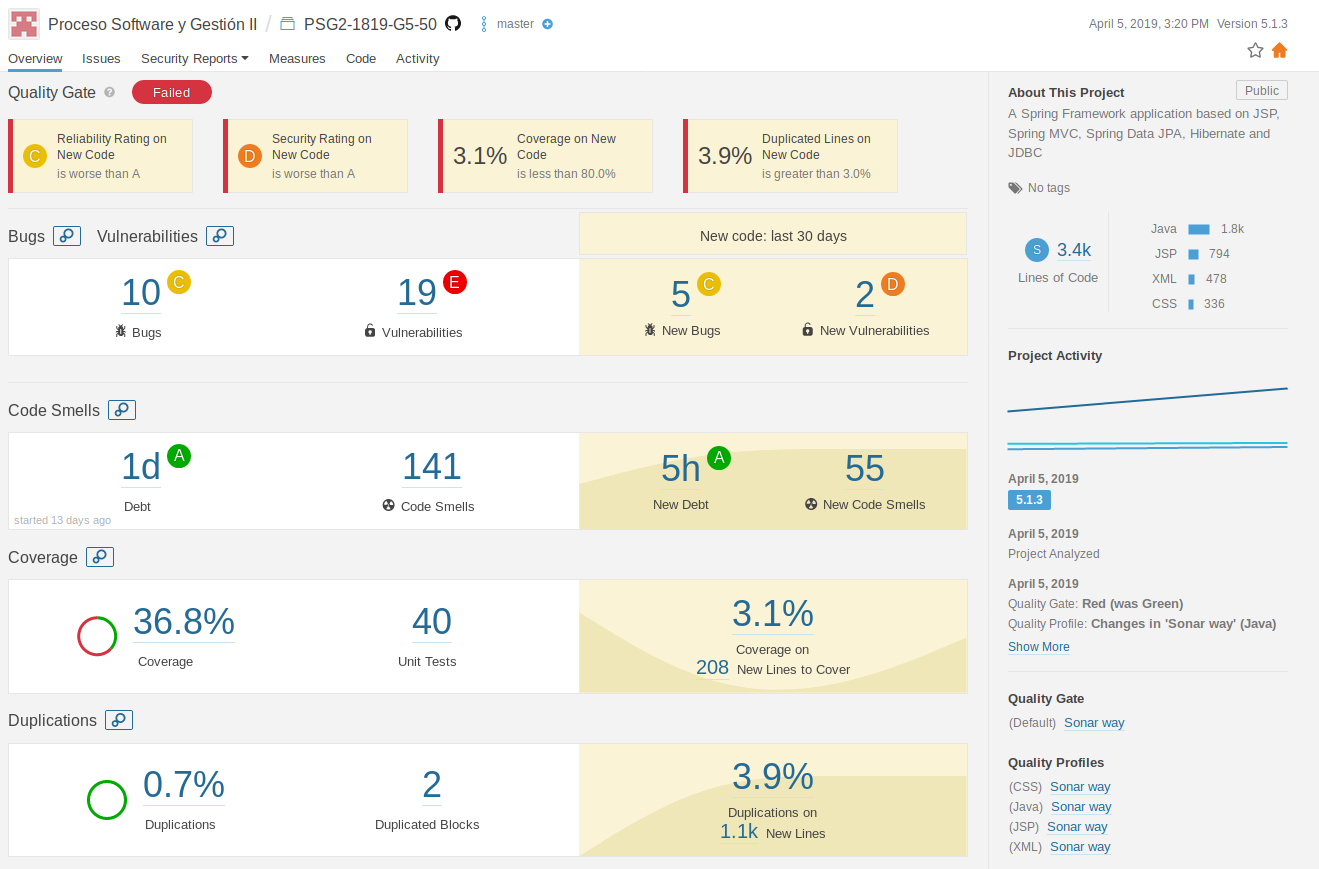 Proceso Software y Gestión II / PSG2-1819-G5-50 master
April 5, 2019, 3:20 PM Version 5.1.3
Overview Issues Security Reports Measures Code Activity
Quality Gate ? Failed
C Reliability Rating on
New Code
is worse than A
D Security Rating on
New Code
is worse than A
3.1% Coverage on New
Code
is less than 80.0%
3.9% Duplicated Lines on
New Code
is greater than 3.0%
Bugs Vulnerabilities
New code: last 30 days
10 C
Bugs
19 E
Vulnerabilities
5 C
New Bugs
2 D
New Vulnerabilities
Code Smells
1d A
Debt
started 13 days ago
141
Code Smells
5h A
New Debt
55
New Code Smells
Coverage
36.8%
Coverage
40
Unit Tests
3.1%
Coverage on
208 New Lines to Cover
Duplications
0.7%
Duplications
2
Duplicated Blocks
3.9%
Duplications on
1.1k New Lines
About This Project Public
A Spring Framework application based on JSP,
Spring MVC, Spring Data JPA, Hibernate and
JDBC
No tags
S 3.4k
Lines of Code
Java 1.8k
JSP 794
XML 478
CSS 336
Project Activity
April 5, 2019
5.1.3
April 5, 2019
Project Analyzed
April 5, 2019
Quality Gate: Red (was Green)
Quality Profile: Changes in 'Sonar way' (Java)
Show More
Quality Gate
(Default) Sonar way
Quality Profiles
(CSS) Sonar way
(Java) Sonar way
(JSP) Sonar way
(XML) Sonar way